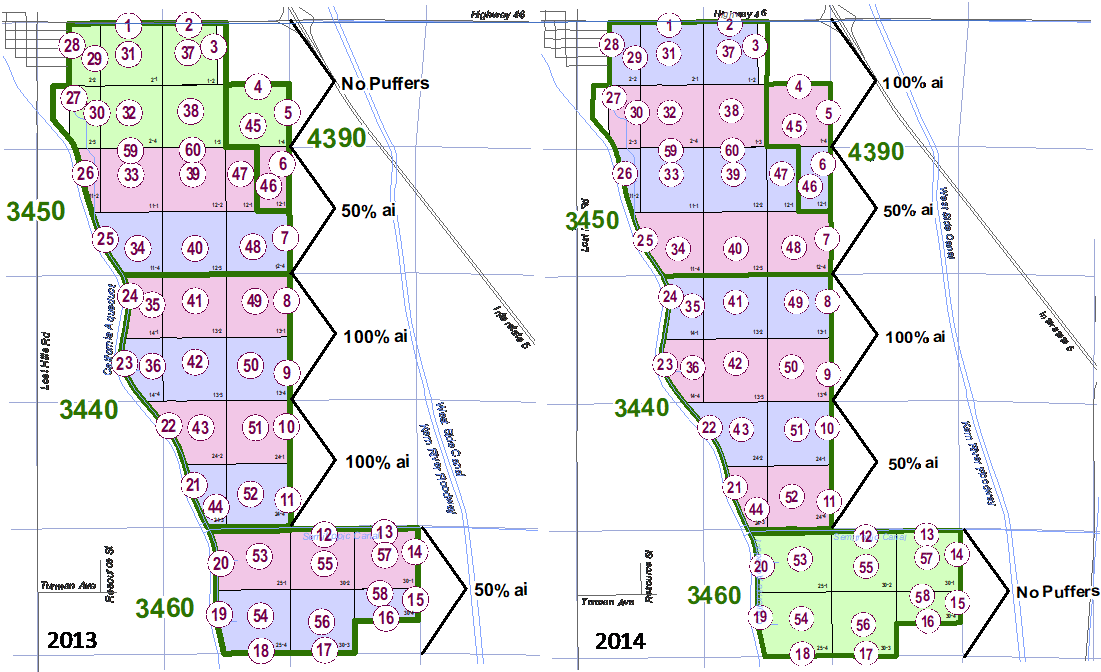 Highway 46
1 2 3
28 29 31 37
2-2 2-1 1-2
No Puffers
27 30 32 38 4 5 45
2-3 2-4 1-3 1-4
4390
59 60 6
26 33 39 47 46
11-2 11-1 12-2 12-1
3450
50% ai
25 34 40 48 7
11-4 12-3 12-4
24 35 41 49 8
14-1 13-2 13-1
California Aqueduct
Lost Hills Rd
Interstate 5
100% ai
23 36 42 50 9
14-4 13-3 13-4
3440
22 43 51 10
24-2 24-1
West Side Canal
Kern River Floodway
100% ai
21 44 52 11
24-3 24-4
12 13
20 53 55 57 14
25-1 30-2 30-1
Semitropic Canal
Turman Ave
Resource St
3460
50% ai
19 54 56 58 15 16
25-4 30-3 30-4
18 17
2013
Highway 46
1 2 3
28 29 31 37
2-2 2-1 1-2
100% ai
27 30 32 38 4 5 45
2-3 2-4 1-3 1-4
4390
59 60 6
26 33 39 47 46
11-2 11-1 12-2 12-1
3450
50% ai
25 34 40 48 7
11-4 12-3 12-4
West Side Canal
24 35 41 49 8
14-1 13-2 13-1
Interstate 5
100% ai
23 36 42 50 9
14-4 13-3 13-4
3440
22 43 51 10
24-2 24-1
Kern River Floodway
50% ai
21 44 52 11
24-3 24-4
12 13
20 53 55 57 14
25-1 30-2 30-1
Semitropic Canal
Turman Ave
Resource St
3460
No Puffers
19 54 56 58 15 16
25-4 30-3 30-4
18 17
2014